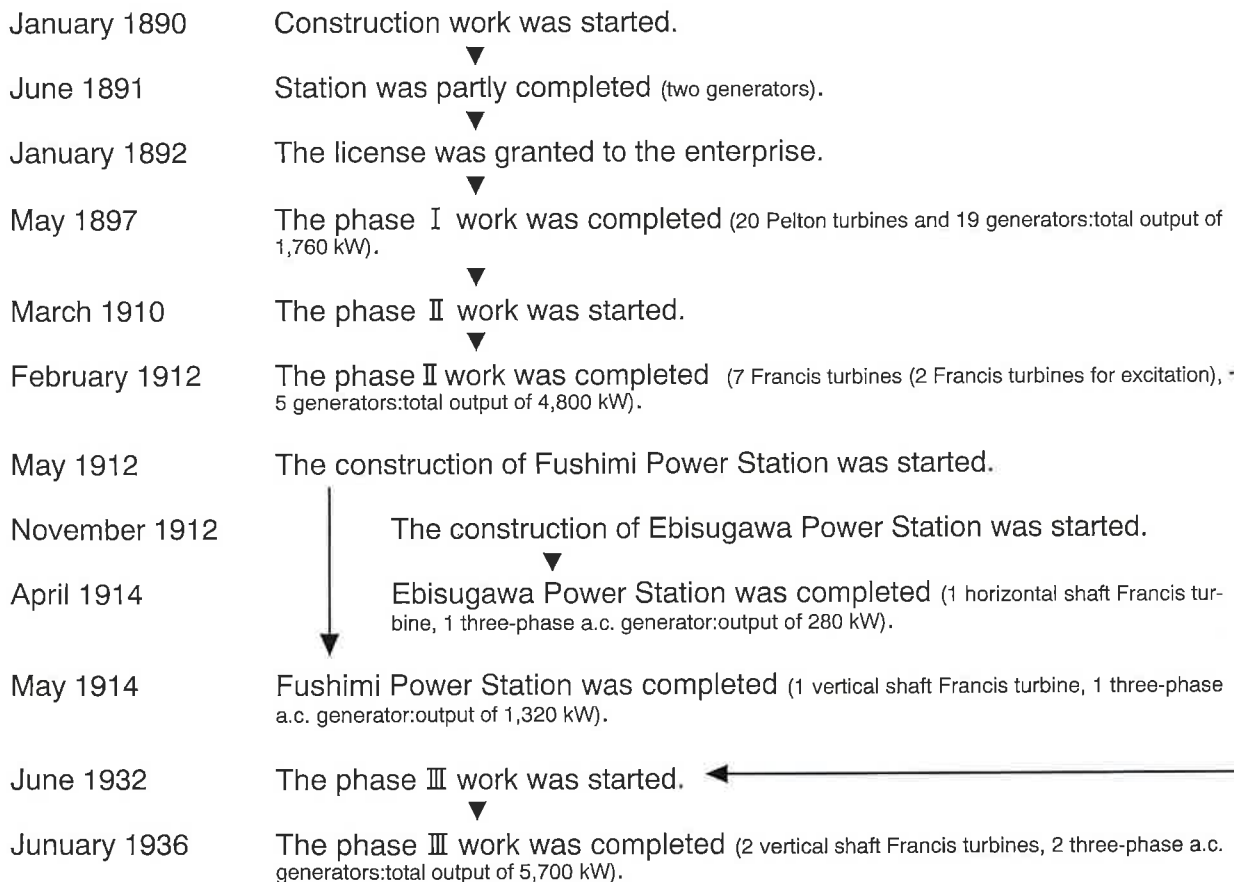 January 1890 Construction work was started.
▼
June 1891 Station was partly completed (two generators).
▼
January 1892 The license was granted to the enterprise.
▼
May 1897 The phase Ⅰ work was completed (20 Pelton turbines and 19 generators:total output of
1,760 kW).
▼
March 1910 The phase Ⅱ work was started.
▼
February 1912 The phase Ⅱ work was completed (7 Francis turbines (2 Francis turbines for excitation),
5 generators:total output of 4,800 kW).
May 1912 The construction of Fushimi Power Station was started.
November 1912 The construction of Ebisugawa Power Station was started.
▼
April 1914 Ebisugawa Power Station was completed (1 horizontal shaft Francis tur-
bine, 1 three-phase a.c. generator:output of 280 kW).
May 1914 Fushimi Power Station was completed (1 vertical shaft Francis turbine, 1 three-phase
a.c. generator:output of 1,320 kW).
June 1932 The phase Ⅲ work was started.
▼
Junuary 1936 The phase Ⅲ work was completed (2 vertical shaft Francis turbines, 2 three-phase a.c.
generators:total output of 5,700 kW).